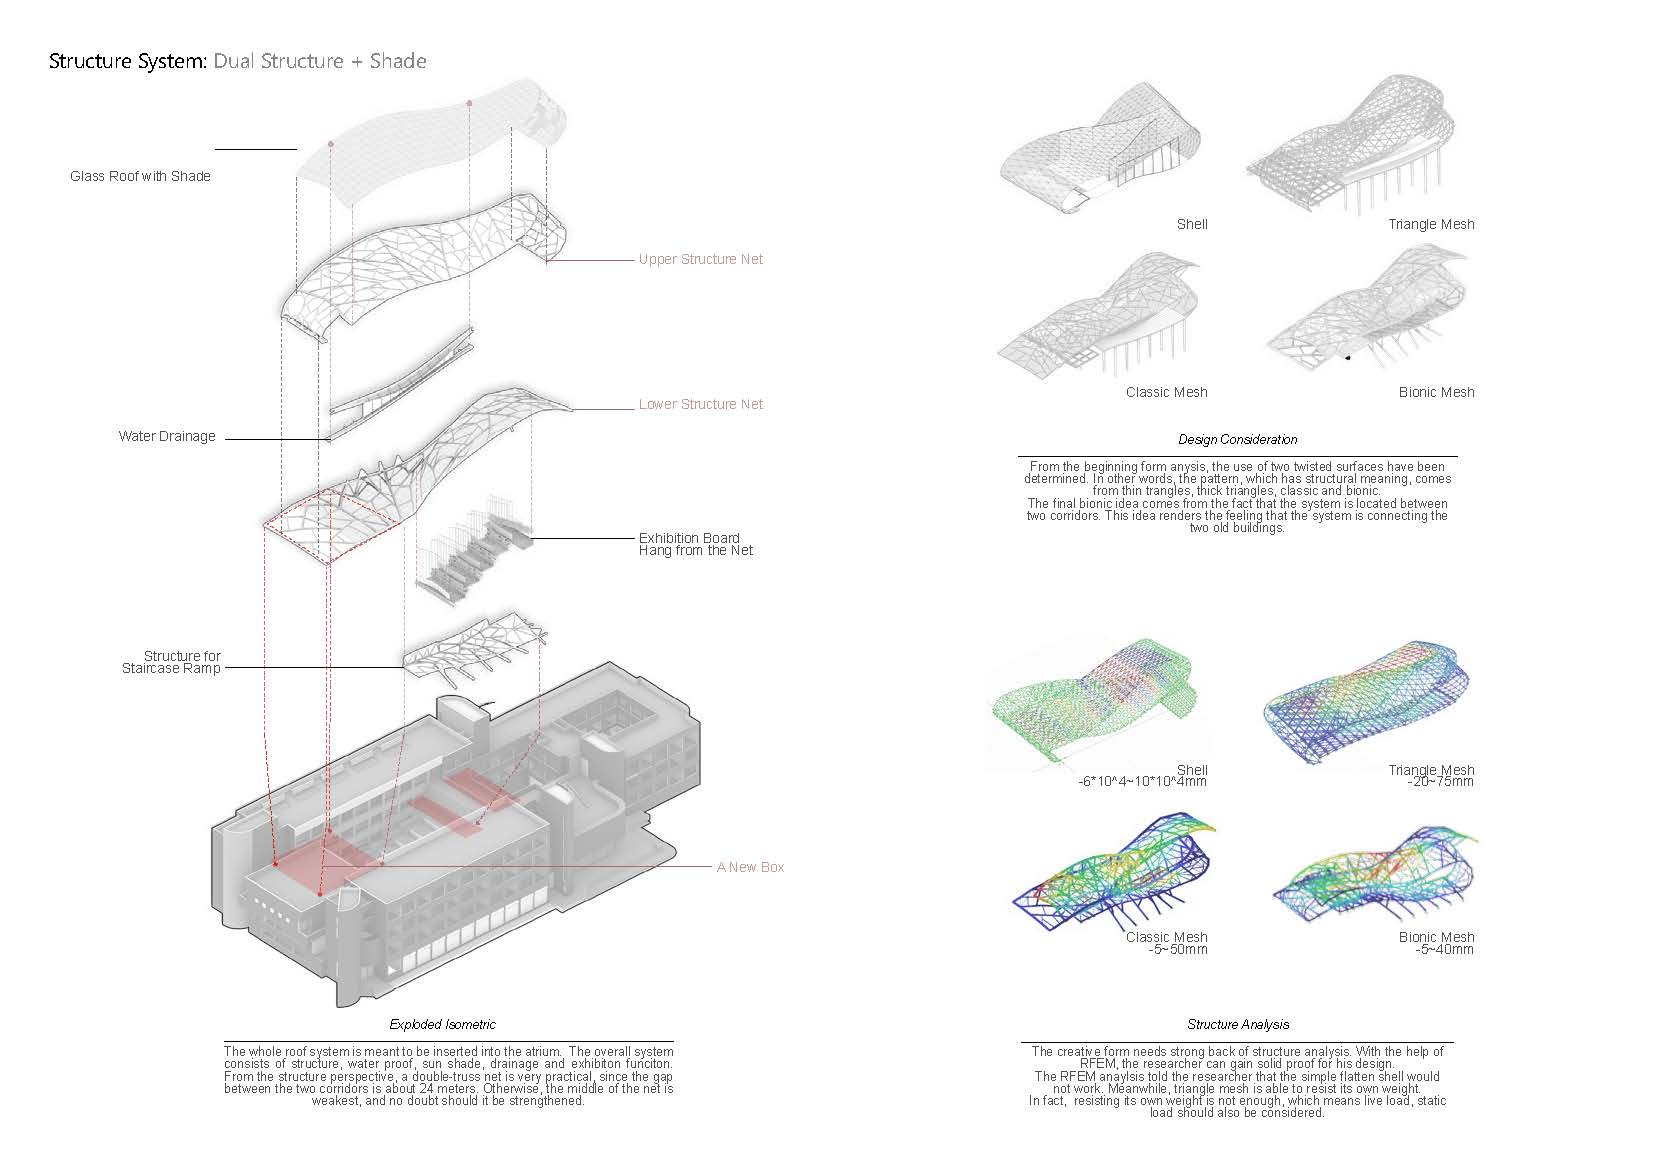 Structure System: Dual Structure + Shade
Glass Roof with Shade
Upper Structure Net
Lower Structure Net
Water Drainage
Exhibition Board
Hang from the Net
Structure for
Staircase Ramp
A New Box
Exploded Isometric
The whole roof system is meant to be inserted into the atrium. The overall system
consists of structure, water proof, sun shade, drainage and exhibiton funciton.
From the structure perspective, a double-truss net is very practical, since the gap
between the two corridors is about 24 meters. Otherwise, the middle of the net is
weakest, and no doubt should it be strengthened.
Shell
Triangle Mesh
Classic Mesh
Bionic Mesh
Design Consideration
From the beginning form anysis, the use of two twisted surfaces have been
determined. In other words, the pattern, which has structural meaning, comes
from thin trangles, thick triangles, classic and bionic.
The final bionic idea comes from the fact that the system is located between
two corridors. This idea renders the feeling that the system is connecting the
two old buildings.
Shell
-6*10^4~10*10^4mm
Triangle Mesh
-20~75mm
Classic Mesh
-5~50mm
Bionic Mesh
-5~40mm
Structure Analysis
The creative form needs strong back of structure analysis. With the help of
RFEM, the researcher can gain solid proof for his design.
The RFEM anaylsis told the researcher that the simple flatten shell would
not work. Meanwhile, triangle mesh is able to resist its own weight.
In fact, resisting its own weight is not enough, which means live load, static
load should also be considered.